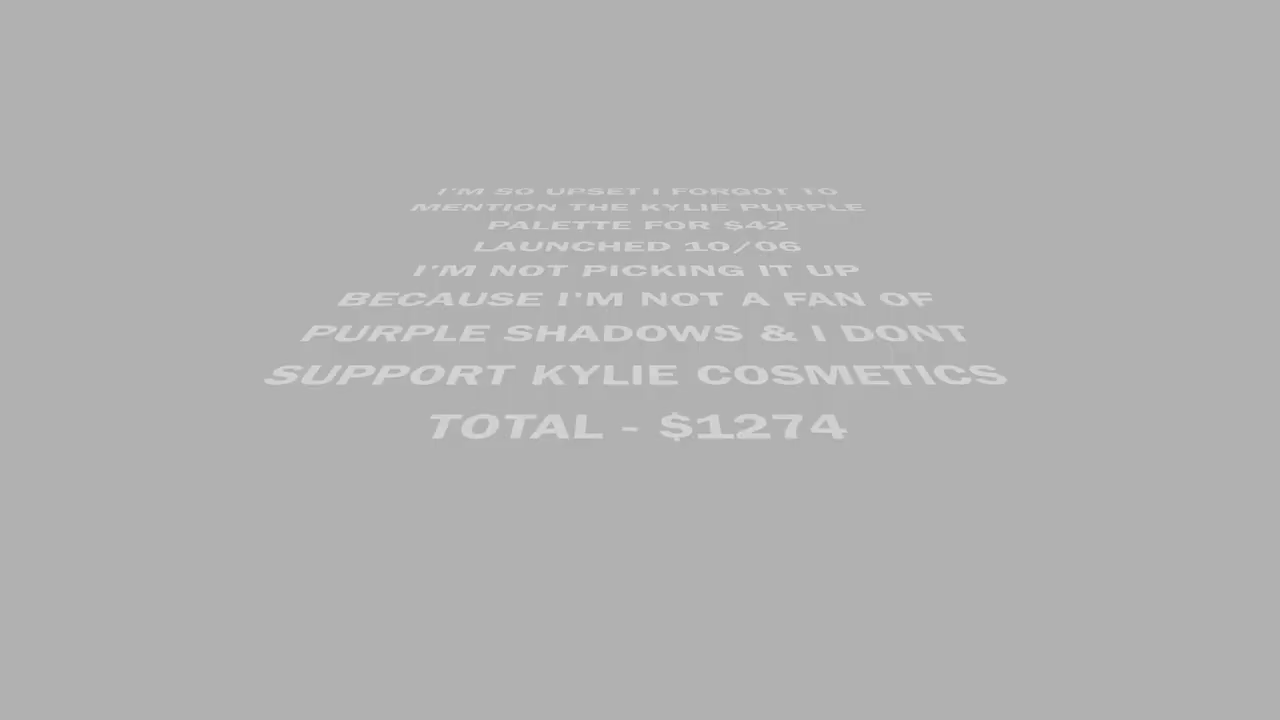 I'M SO UPSET I FORGOT TO
MENTION THE KYLIE PURPLE
PALETTE FOR $42
LAUNCHED 10/06
I'M NOT PICKING IT UP
BECAUSE I'M NOT A FAN OF
PURPLE SHADOWS & I DONT
SUPPORT KYLIE COSMETICS
TOTAL - $1274